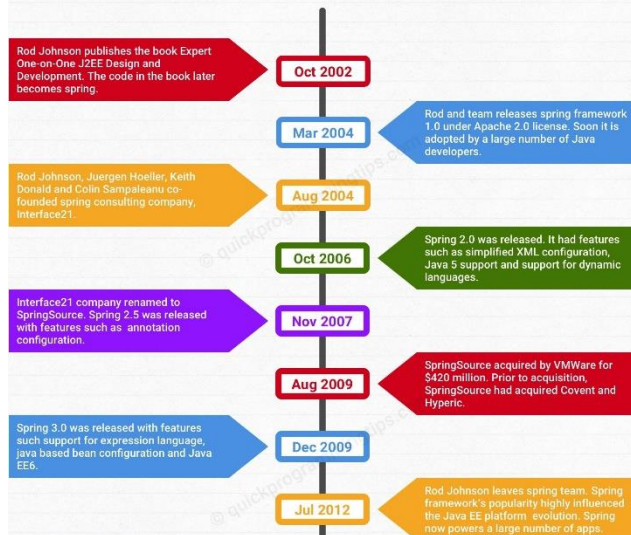 Rod Johnson publishes the book Expert
One-on-One J2EE Design and
Development. The code in the book later
becomes spring.
Oct 2002
Mar 2004
Rod and team releases spring framework
1.0 under Apache 2.0 license. Soon it is
adopted by a large number of Java
developers.
Rod Johnson, Juergen Hoeller, Keith
Donald and Colin Sampaleanu co-
founded spring consulting company,
Interface21.
Aug 2004
Oct 2006
Spring 2.0 was released. It had features
such as simplified XML configuration,
Java 5 support and support for dynamic
languages.
Interface21 company renamed to
SpringSource. Spring 2.5 was released
with features such as annotation
configuration.
Nov 2007
Aug 2009
SpringSource acquired by VMWare for
$420 million. Prior to acquisition,
SpringSource had acquired Covent and
Hyperic.
Spring 3.0 was released with features
such support for expression language,
java based bean configuration and Java
EE6.
Dec 2009
Jul 2012
Rod Johnson leaves spring team. Spring
framework's popularity highly influenced
the Java EE platform evolution. Spring
now powers a large number of apps.
© quickprogrammingtips.com
© quickprogrammingtips.com